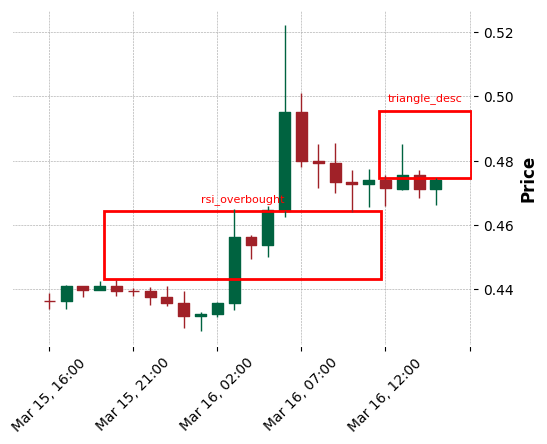 0.52
triangle_desc
0.50
0.48
Price
rsi_overbought
0.46
0.44
Mar 15, 16:00
Mar 15, 21:00
Mar 16, 02:00
Mar 16, 07:00
Mar 16, 12:00